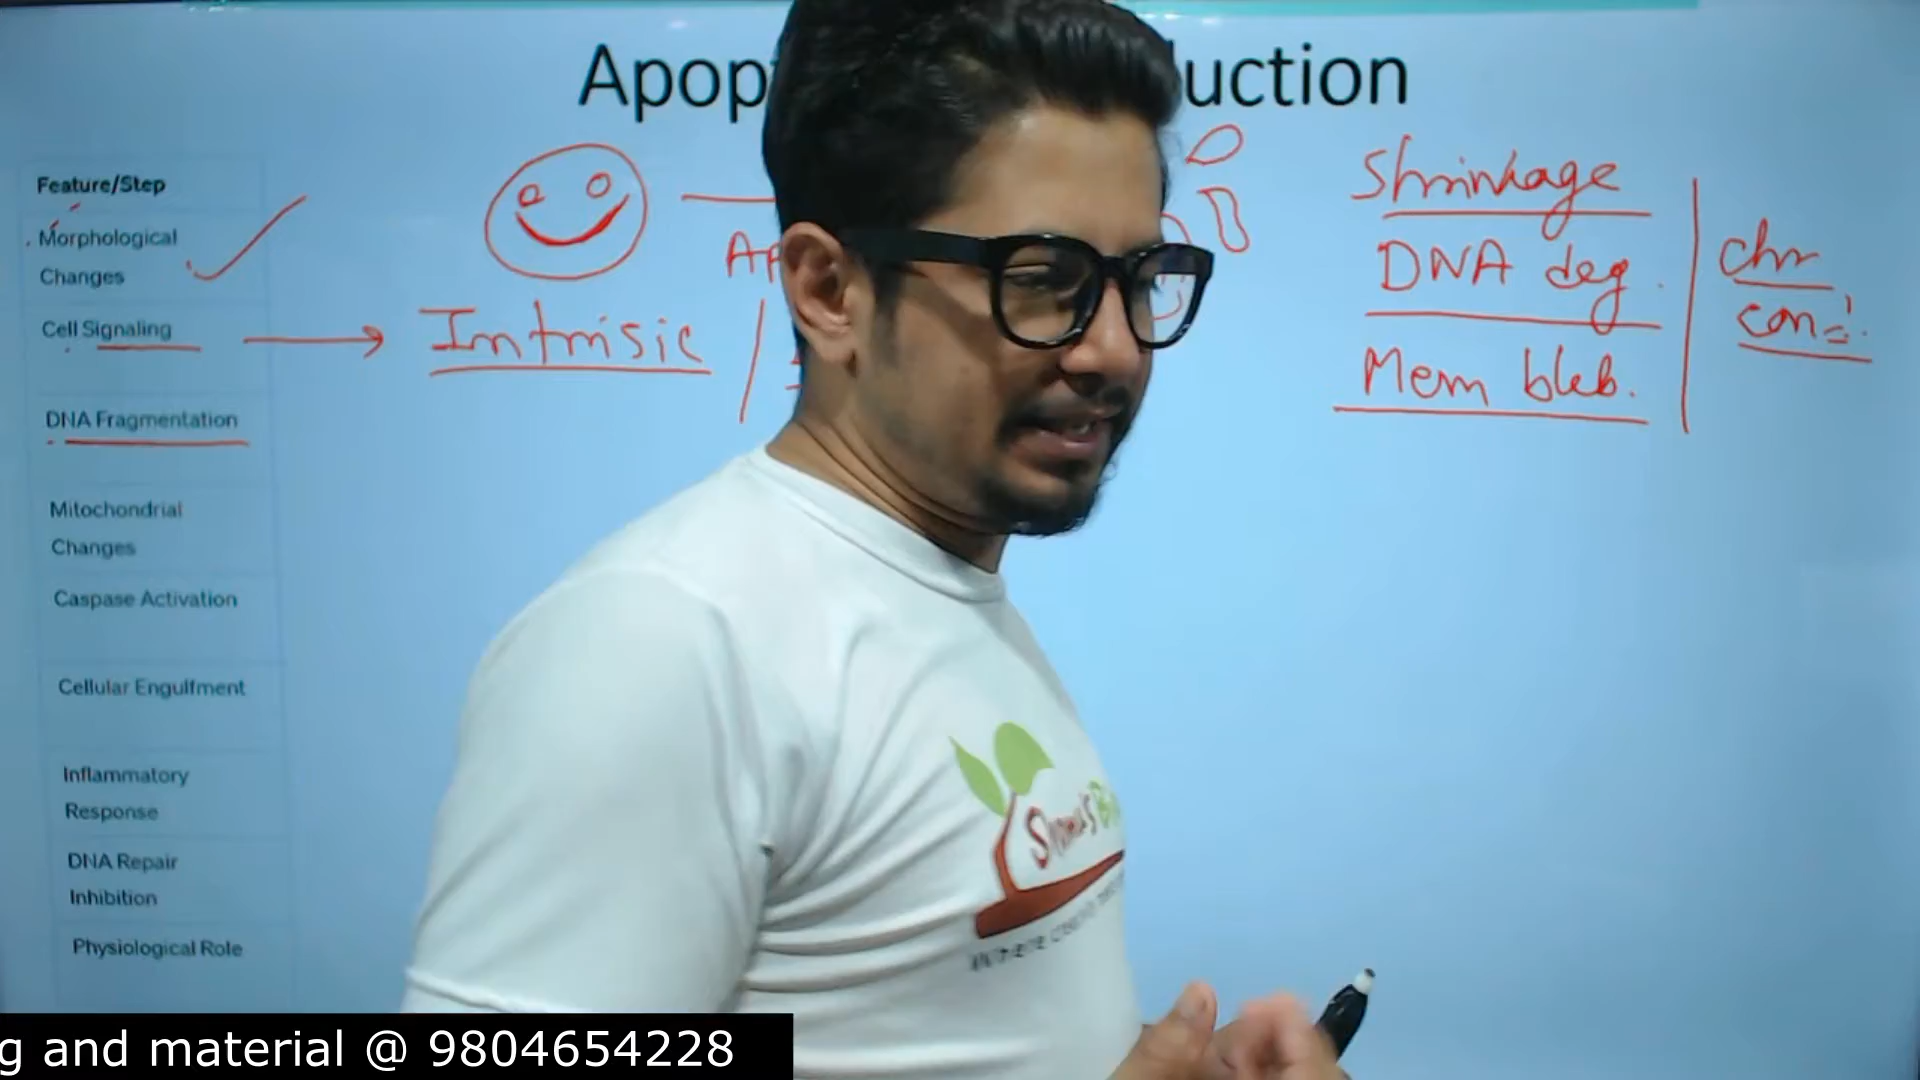 Apop uction
Feature/Step
Morphological
Changes
Cell Signaling
DNA Fragmentation
Mitochondrial
Changes
Caspase Activation
Cellular Engulfment
Inflammatory
Response
DNA Repair
Inhibition
Physiological Role
AP
Intrisic /
Shrinkage
DNA deg.
Mem bleb.
Chr
con
g and material @ 9804654228